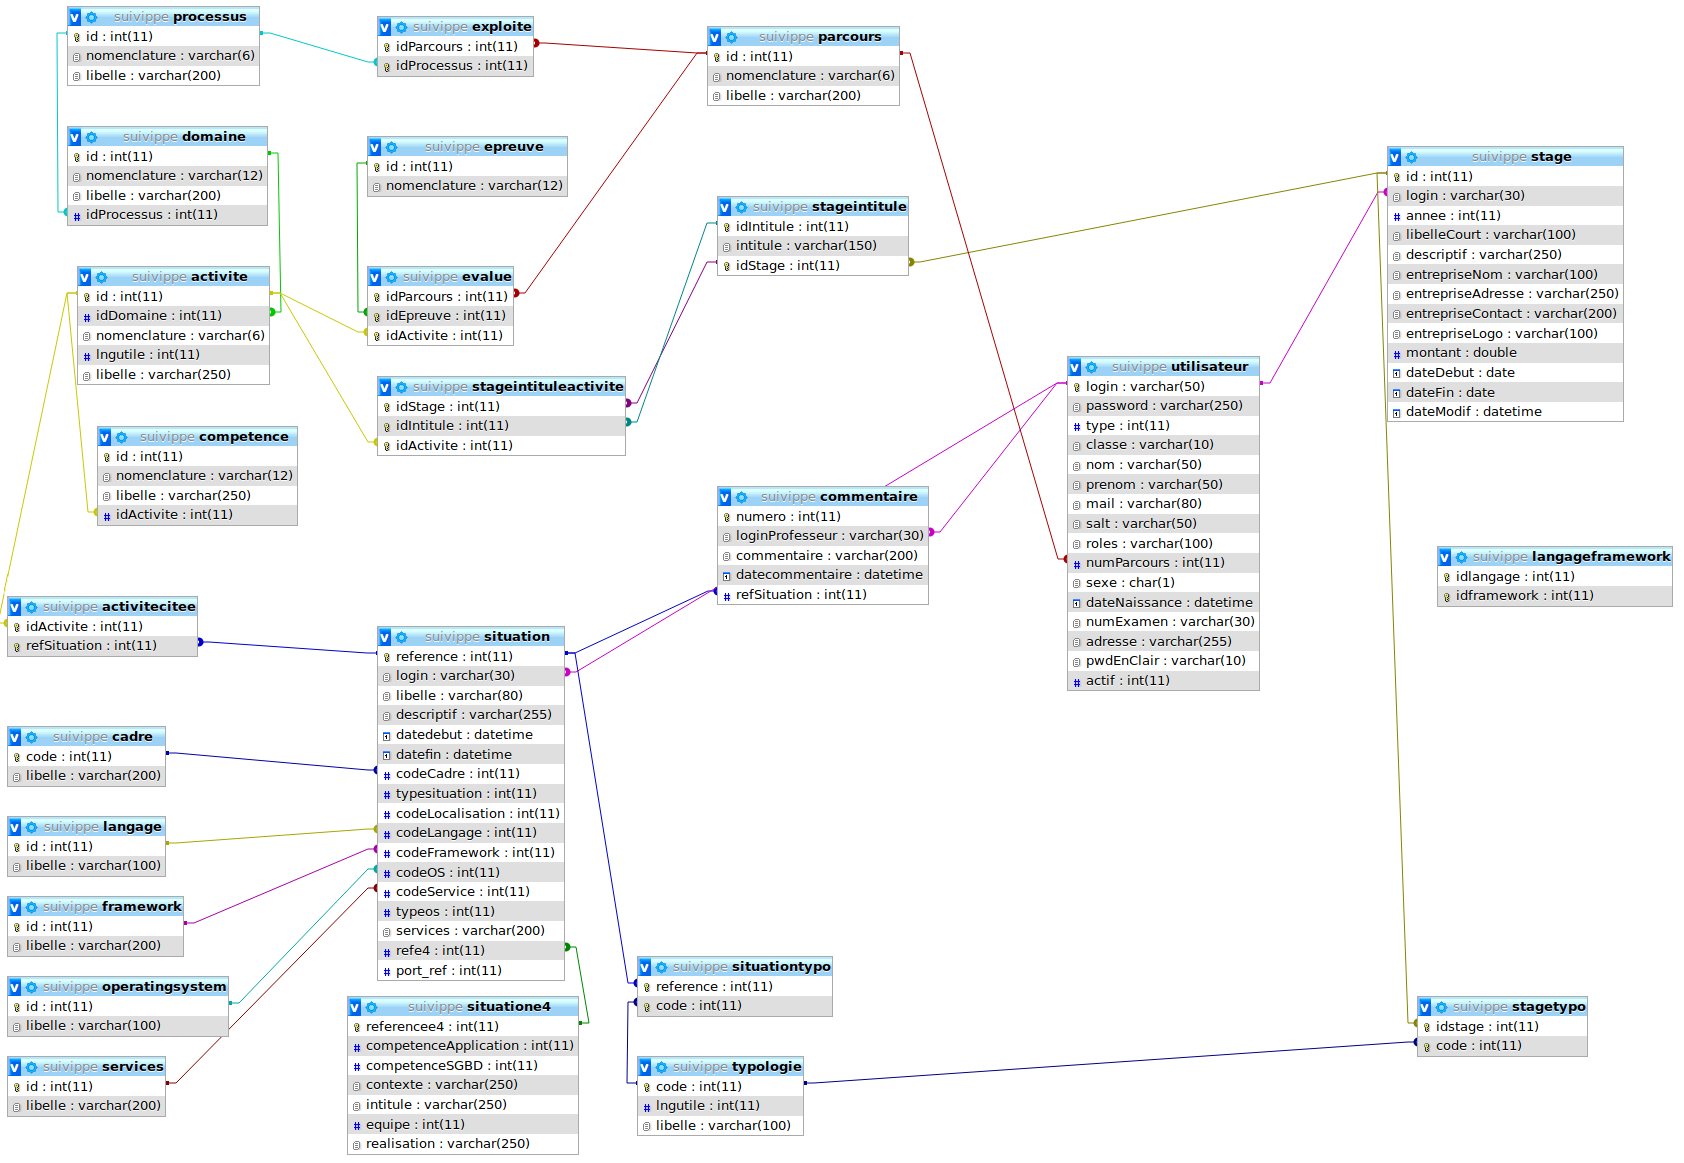 suivippe processus
id : int(11)
nomenclature : varchar(6)
libelle : varchar(200)
suivippe exploite
idParcours : int(11)
idProcessus : int(11)
suivippe parcours
id : int(11)
nomenclature : varchar(6)
libelle : varchar(200)
suivippe domaine
id : int(11)
nomenclature : varchar(12)
libelle : varchar(200)
idProcessus : int(11)
suivippe epreuve
id : int(11)
nomenclature : varchar(12)
suivippe stage
id : int(11)
login : varchar(30)
annee : int(11)
libelleCourt : varchar(100)
descriptif : varchar(250)
entrepriseNom : varchar(100)
entrepriseAdresse : varchar(250)
entrepriseContact : varchar(200)
entrepriseLogo : varchar(100)
montant : double
dateDebut : date
dateFin : date
dateModif : datetime
suivippe stageintitule
idIntitule : int(11)
intitule : varchar(150)
idStage : int(11)
suivippe activite
id : int(11)
idDomaine : int(11)
nomenclature : varchar(6)
lngutile : int(11)
libelle : varchar(250)
suivippe evalue
idParcours : int(11)
idEpreuve : int(11)
idActivite : int(11)
suivippe stageintituleactivite
idStage : int(11)
idIntitule : int(11)
idActivite : int(11)
suivippe utilisateur
login : varchar(50)
password : varchar(250)
type : int(11)
classe : varchar(10)
nom : varchar(50)
prenom : varchar(50)
mail : varchar(80)
salt : varchar(50)
roles : varchar(100)
numParcours : int(11)
sexe : char(1)
dateNaissance : datetime
numExamen : varchar(30)
adresse : varchar(255)
pwdEnClair : varchar(10)
actif : int(11)
suivippe competence
id : int(11)
nomenclature : varchar(12)
libelle : varchar(250)
idActivite : int(11)
suivippe commentaire
numero : int(11)
loginProfesseur : varchar(30)
commentaire : varchar(200)
datecommentaire : datetime
refSituation : int(11)
suivippe langageframework
idlangage : int(11)
idframework : int(11)
suivippe activitecitee
idActivite : int(11)
refSituation : int(11)
suivippe situation
reference : int(11)
login : varchar(30)
libelle : varchar(80)
descriptif : varchar(255)
datedebut : datetime
datefin : datetime
codeCadre : int(11)
typesituation : int(11)
codeLocalisation : int(11)
codeLangage : int(11)
codeFramework : int(11)
codeOS : int(11)
codeService : int(11)
typeos : int(11)
services : varchar(200)
refe4 : int(11)
port_ref : int(11)
suivippe cadre
code : int(11)
libelle : varchar(200)
suivippe langage
id : int(11)
libelle : varchar(100)
suivippe framework
id : int(11)
libelle : varchar(200)
suivippe operatingsystem
id : int(11)
libelle : varchar(100)
suivippe services
id : int(11)
libelle : varchar(200)
suivippe situatione4
referencee4 : int(11)
competenceApplication : int(11)
competenceSGBD : int(11)
contexte : varchar(250)
intitule : varchar(250)
equipe : int(11)
realisation : varchar(250)
suivippe situationtypo
reference : int(11)
code : int(11)
suivippe typologie
code : int(11)
lngutile : int(11)
libelle : varchar(100)
suivippe stagetypo
idstage : int(11)
code : int(11)